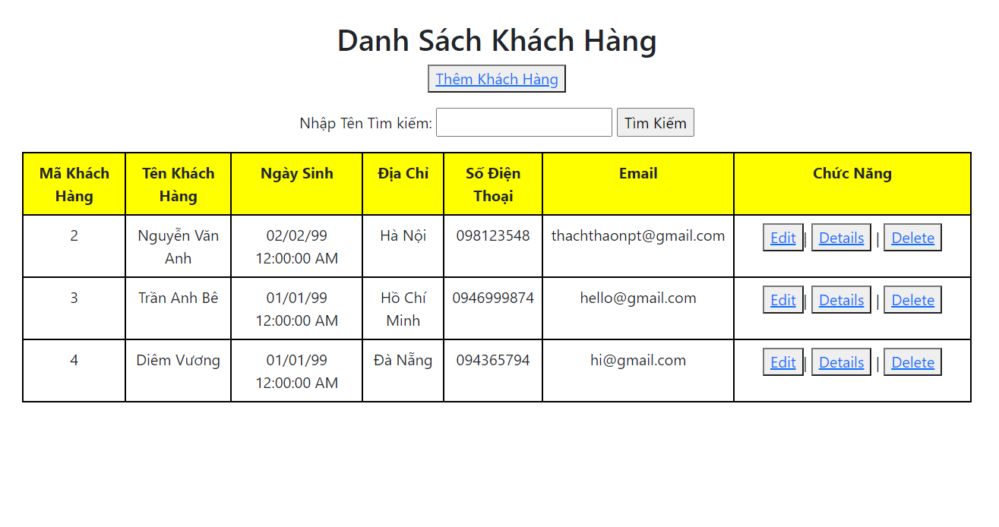 Danh Sách Khách Hàng
Thêm Khách Hàng
Nhập Tên Tìm kiếm: Tìm Kiếm
Mã Khách Hàng Tên Khách Hàng Ngày Sinh Địa Chỉ Số Điện Thoại Email Chức Năng
2 Nguyễn Văn Anh 02/02/99 12:00:00 AM Hà Nội 098123548 thachthaonpt@gmail.com Edit | Details | Delete
3 Trần Anh Bê 01/01/99 12:00:00 AM Hồ Chí Minh 0946999874 hello@gmail.com Edit | Details | Delete
4 Diêm Vương 01/01/99 12:00:00 AM Đà Nẵng 094365794 hi@gmail.com Edit | Details | Delete